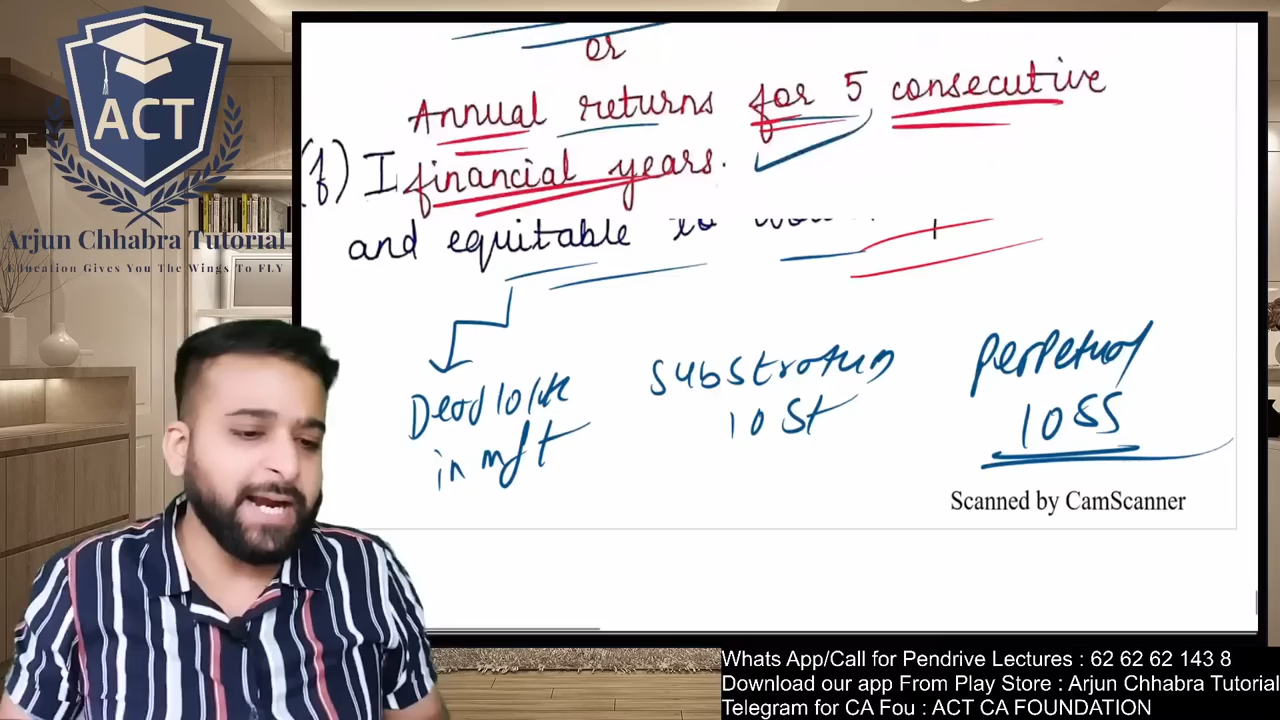 ACT
Arjun Chhabra Tutorial
Education Gives You The Wings To FLY
or
Annual returns for 5 consecutive
(f) I financial years.
and equitable to
Deadlock
in mgt
substratum
lost
perpetual
loss
Scanned by CamScanner
Whats App/Call for Pendrive Lectures : 62 62 62 143 8
Download our app From Play Store : Arjun Chhabra Tutorial
Telegram for CA Fou : ACT CA FOUNDATION